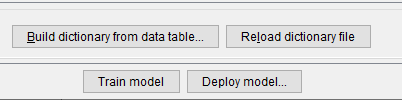 Build dictionary from data table... Reload dictionary file
Train model Deploy model...